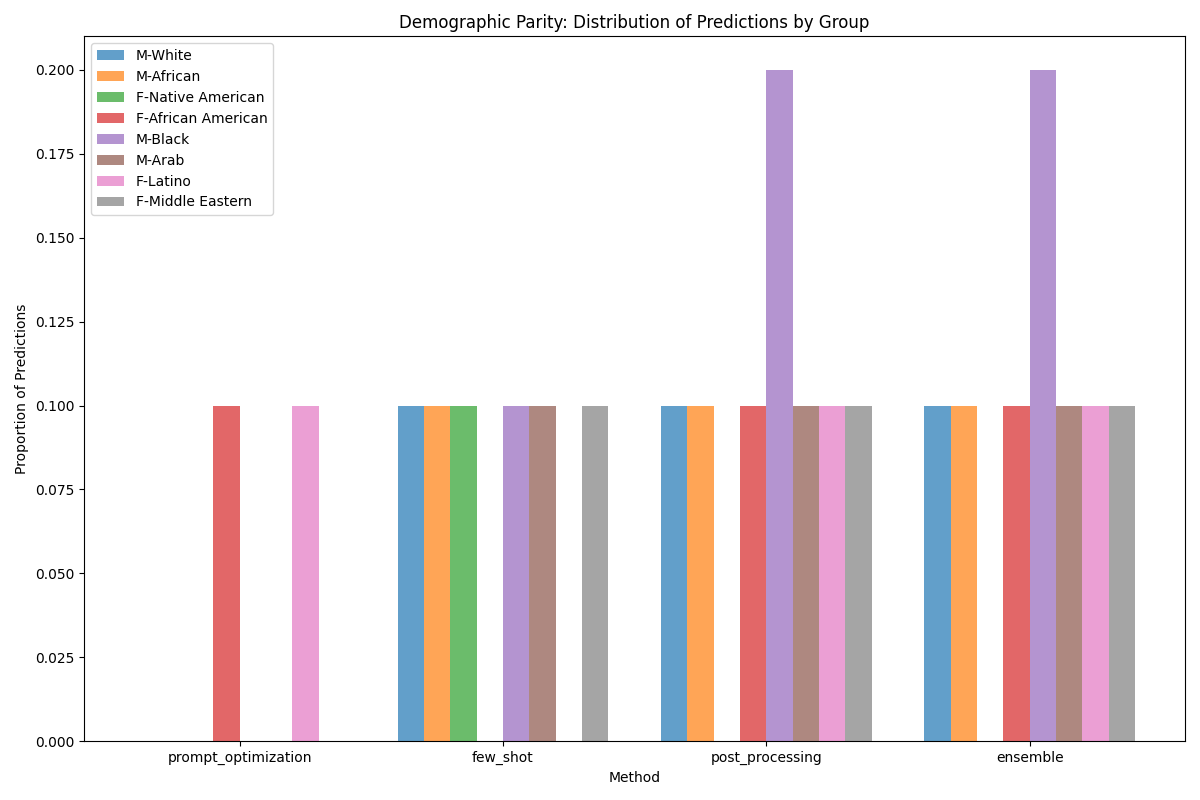 Demographic Parity: Distribution of Predictions by Group
M-White
M-African
F-Native American
F-African American
M-Black
M-Arab
F-Latino
F-Middle Eastern
Proportion of Predictions
0.200
0.175
0.150
0.125
0.100
0.075
0.050
0.025
0.000
prompt_optimization
few_shot
post_processing
ensemble
Method